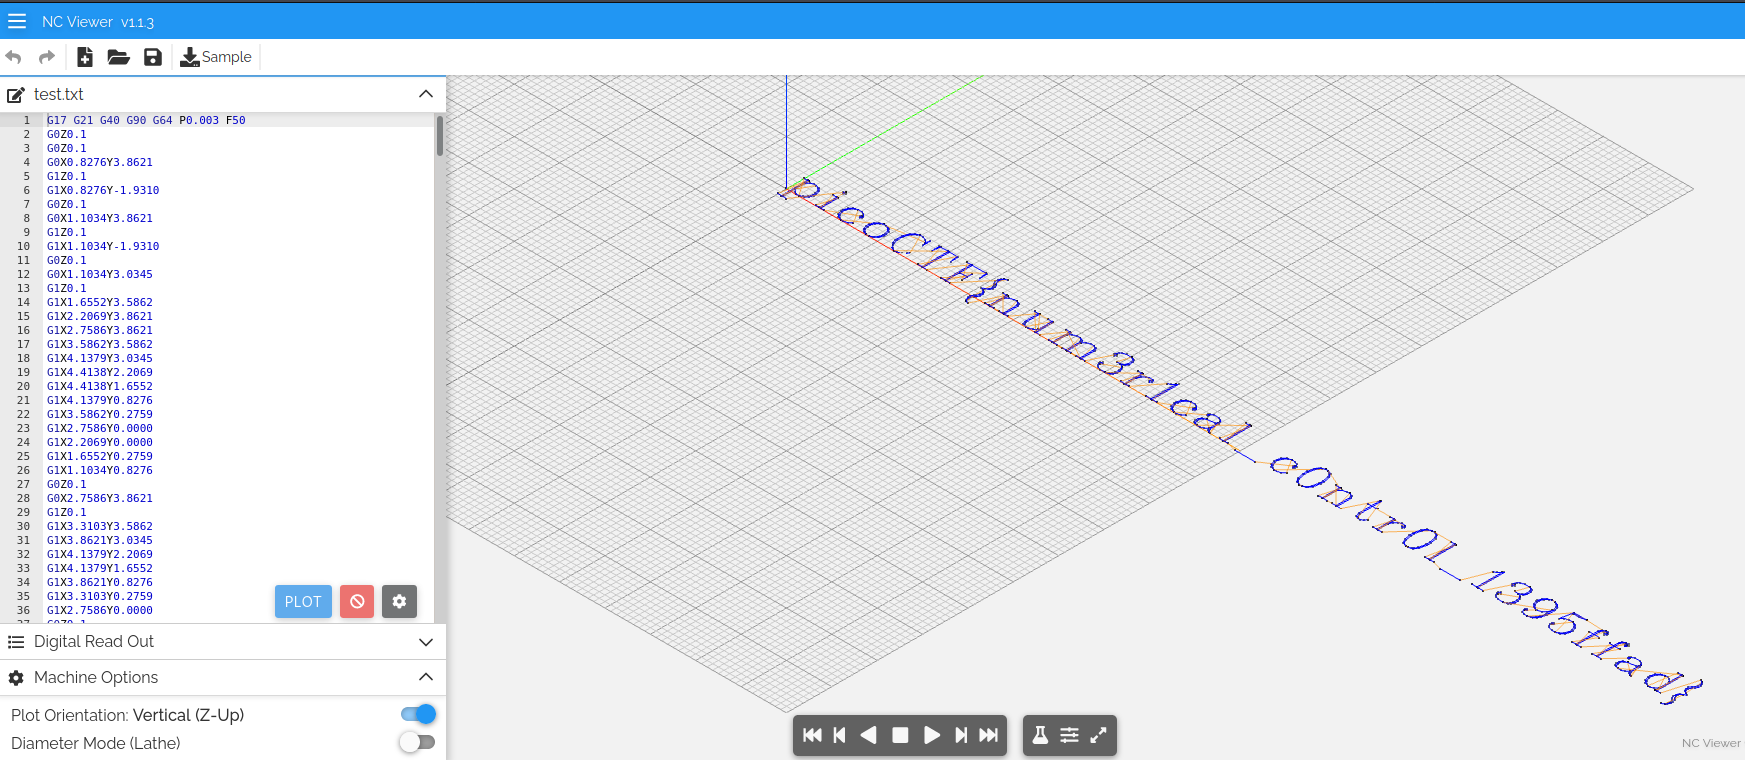 NC Viewer v1.1.3
Sample
test.txt
1 G17 G21 G40 G90 G64 P0.003 F50
2 G0Z0.1
3 G0Z0.1
4 G0X0.8276Y3.8621
5 G1Z0.1
6 G1X0.8276Y-1.9310
7 G0Z0.1
8 G0X1.1034Y3.8621
9 G1Z0.1
10 G1X1.1034Y-1.9310
11 G0Z0.1
12 G0X1.1034Y3.0345
13 G1Z0.1
14 G1X1.6552Y3.5862
15 G1X2.2069Y3.8621
16 G1X2.7586Y3.8621
17 G1X3.5862Y3.5862
18 G1X4.1379Y3.0345
19 G1X4.4138Y2.2069
20 G1X4.4138Y1.6552
21 G1X4.1379Y0.8276
22 G1X3.5862Y0.2759
23 G1X2.7586Y0.0000
24 G1X2.2069Y0.0000
25 G1X1.6552Y0.2759
26 G1X1.1034Y0.8276
27 G0Z0.1
28 G0X2.7586Y3.8621
29 G1Z0.1
30 G1X3.3103Y3.5862
31 G1X3.8621Y3.0345
32 G1X4.1379Y2.2069
33 G1X4.1379Y1.6552
34 G1X3.8621Y0.8276
35 G1X3.3103Y0.2759
36 G1X2.7586Y0.0000
37 G0Z0.1
PLOT
Digital Read Out
Machine Options
Plot Orientation: Vertical (Z-Up)
Diameter Mode (Lathe)
picoCTF{num3r1cal_c0ntr0l_1395ffad}
NC Viewer